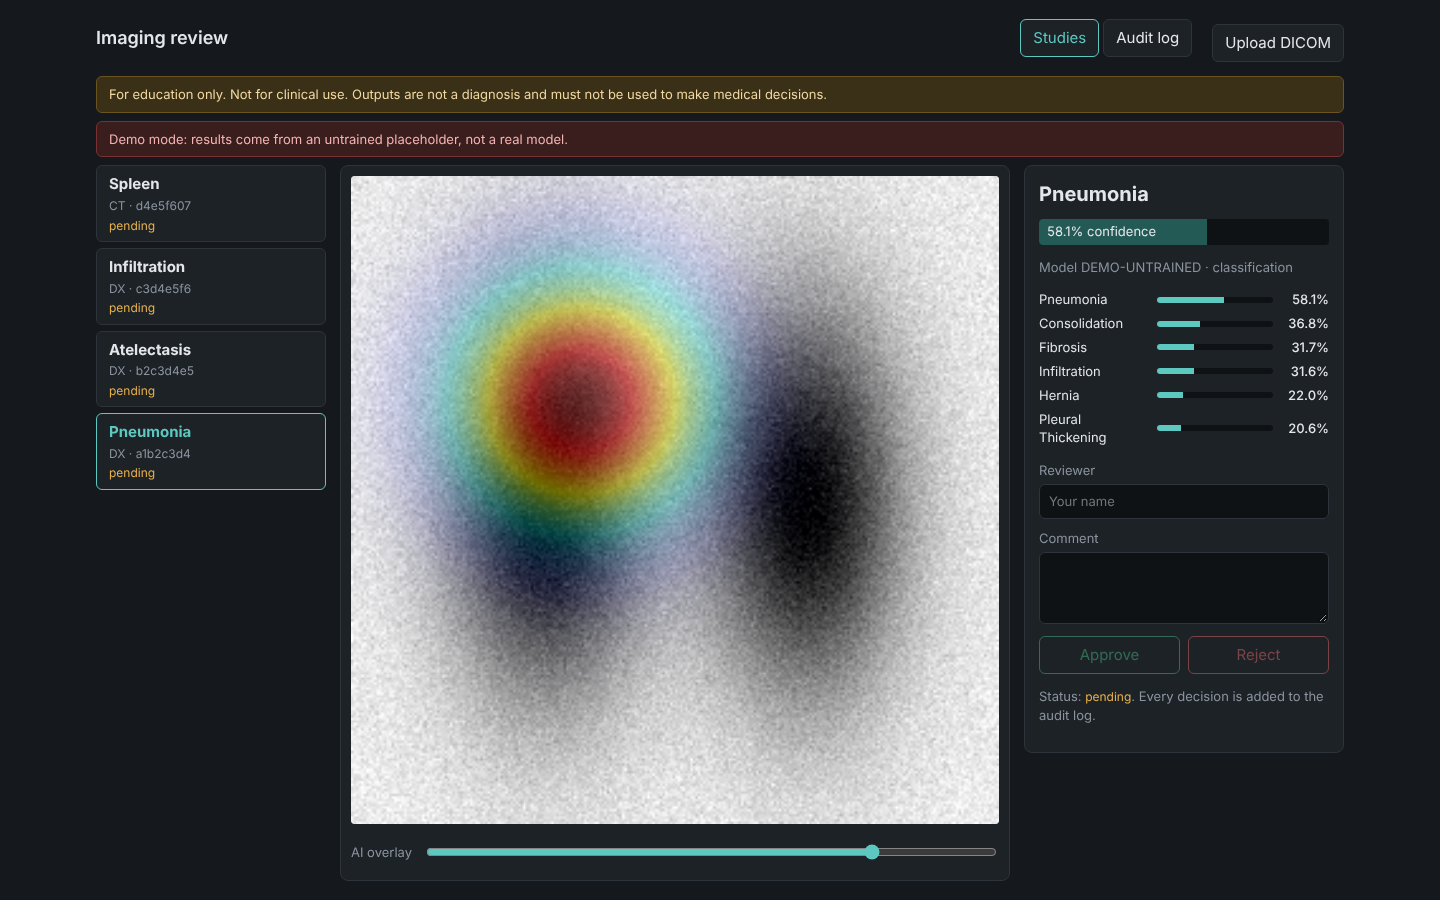 Imaging review
Studies
Audit log
Upload DICOM
For education only. Not for clinical use. Outputs are not a diagnosis and must not be used to make medical decisions.
Demo mode: results come from an untrained placeholder, not a real model.
Spleen
CT · d4e5f607
pending
Infiltration
DX · c3d4e5f6
pending
Atelectasis
DX · b2c3d4e5
pending
Pneumonia
DX · a1b2c3d4
pending
AI overlay
Pneumonia
58.1% confidence
Model DEMO-UNTRAINED · classification
Pneumonia 58.1%
Consolidation 36.8%
Fibrosis 31.7%
Infiltration 31.6%
Hernia 22.0%
Pleural
Thickening 20.6%
Reviewer
Your name
Comment
Approve
Reject
Status: pending. Every decision is added to the
audit log.